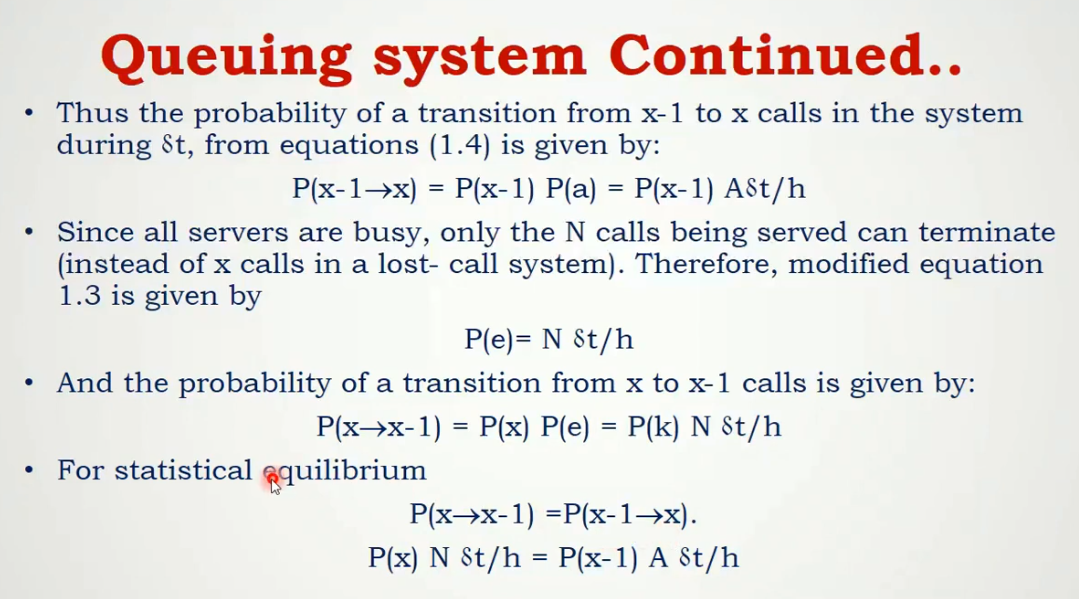 Queuing system Continued..
• Thus the probability of a transition from x-1 to x calls in the system
during δt, from equations (1.4) is given by:
P(x-1→x) = P(x-1) P(a) = P(x-1) Aδt/h
• Since all servers are busy, only the N calls being served can terminate
(instead of x calls in a lost- call system). Therefore, modified equation
1.3 is given by
P(e)= N δt/h
• And the probability of a transition from x to x-1 calls is given by:
P(x→x-1) = P(x) P(e) = P(k) N δt/h
• For statistical equilibrium
P(x→x-1) =P(x-1→x).
P(x) N δt/h = P(x-1) A δt/h